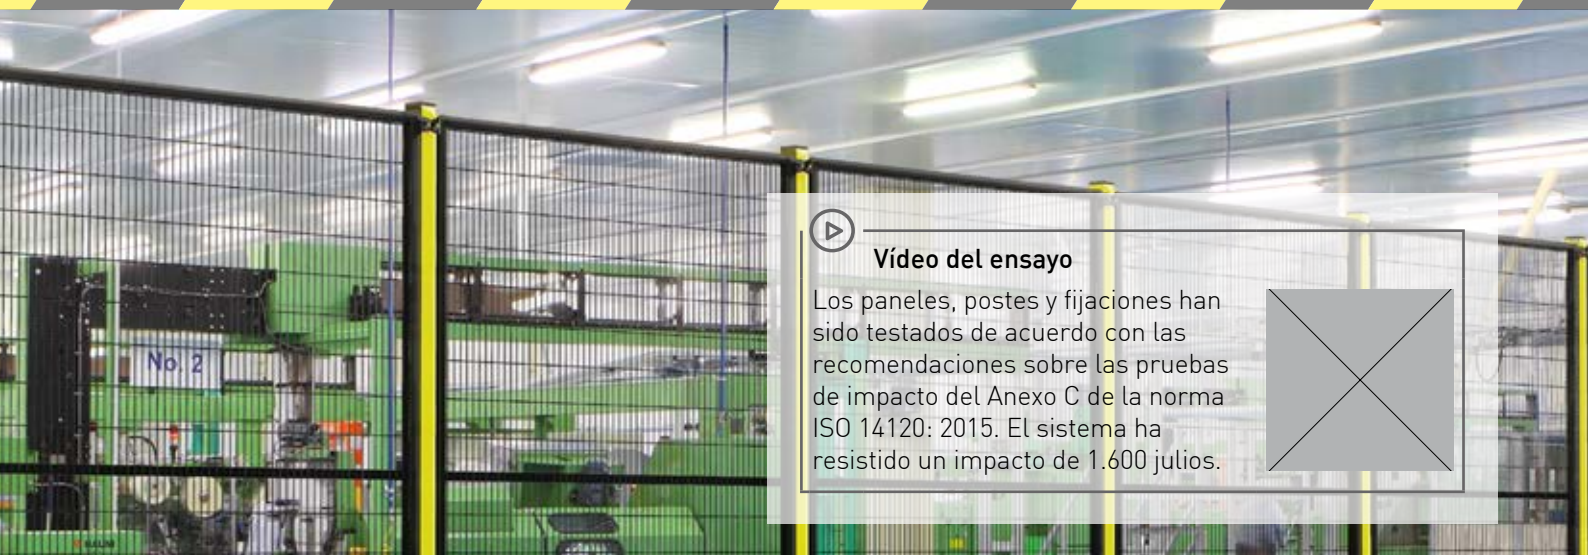 Vídeo del ensayo
Los paneles, postes y fijaciones han
sido testados de acuerdo con las
recomendaciones sobre las pruebas
de impacto del Anexo C de la norma
ISO 14120: 2015. El sistema ha
resistido un impacto de 1.600 julios.
No. 2